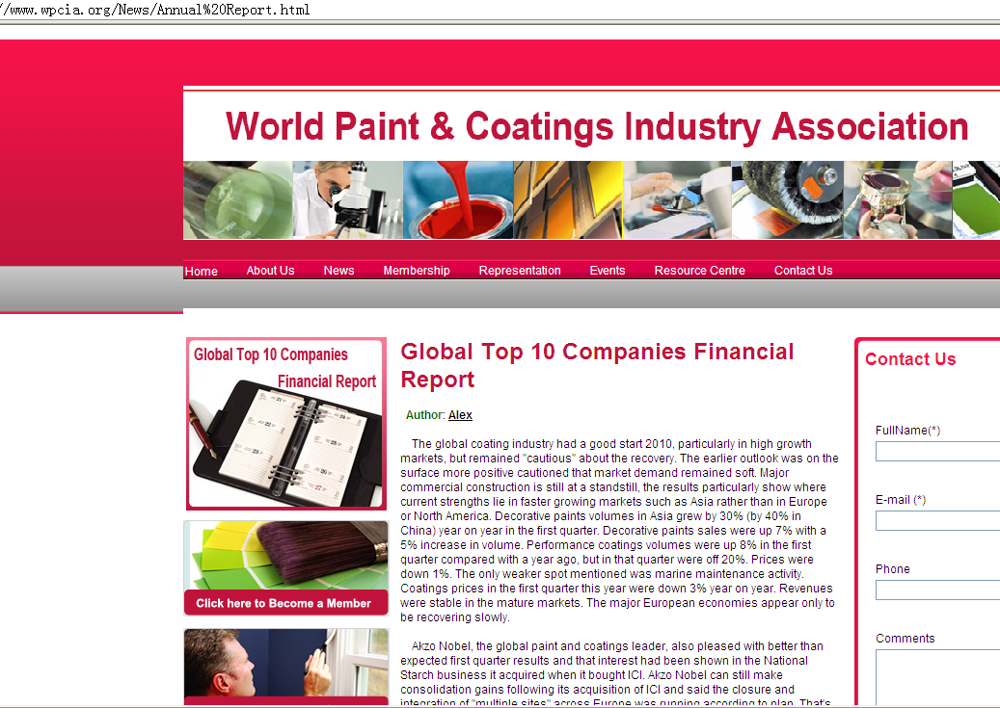 //www.wpcia.org/News/Annual%20Report.html
World Paint & Coatings Industry Association
Home About Us News Membership Representation Events Resource Centre Contact Us
Global Top 10 Companies
Financial Report
Click here to Become a Member
Global Top 10 Companies Financial
Report
Author: Alex
The global coating industry had a good start 2010, particularly in high growth
markets, but remained "cautious" about the recovery. The earlier outlook was on the
surface more positive cautioned that market demand remained soft. Major
commercial construction is still at a standstill, the results particularly show where
current strengths lie in faster growing markets such as Asia rather than in Europe
or North America. Decorative paints volumes in Asia grew by 30% (by 40% in
China) year on year in the first quarter. Decorative paints sales were up 7% with a
5% increase in volume. Performance coatings volumes were up 8% in the first
quarter compared with a year ago, but in that quarter were off 20%. Prices were
down 1%. The only weaker spot mentioned was marine maintenance activity.
Coatings prices in the first quarter this year were down 3% year on year. Revenues
were stable in the mature markets. The major European economies appear only to
be recovering slowly.
Akzo Nobel, the global paint and coatings leader, also pleased with better than
expected first quarter results and that interest had been shown in the National
Starch business it acquired when it bought ICI. Akzo Nobel can still make
consolidation gains following its acquisition of ICI and said the closure and
integration of "multiple sites" across Europe was running according to plan. That's
Contact Us
FullName(*)
E-mail (*)
Phone
Comments